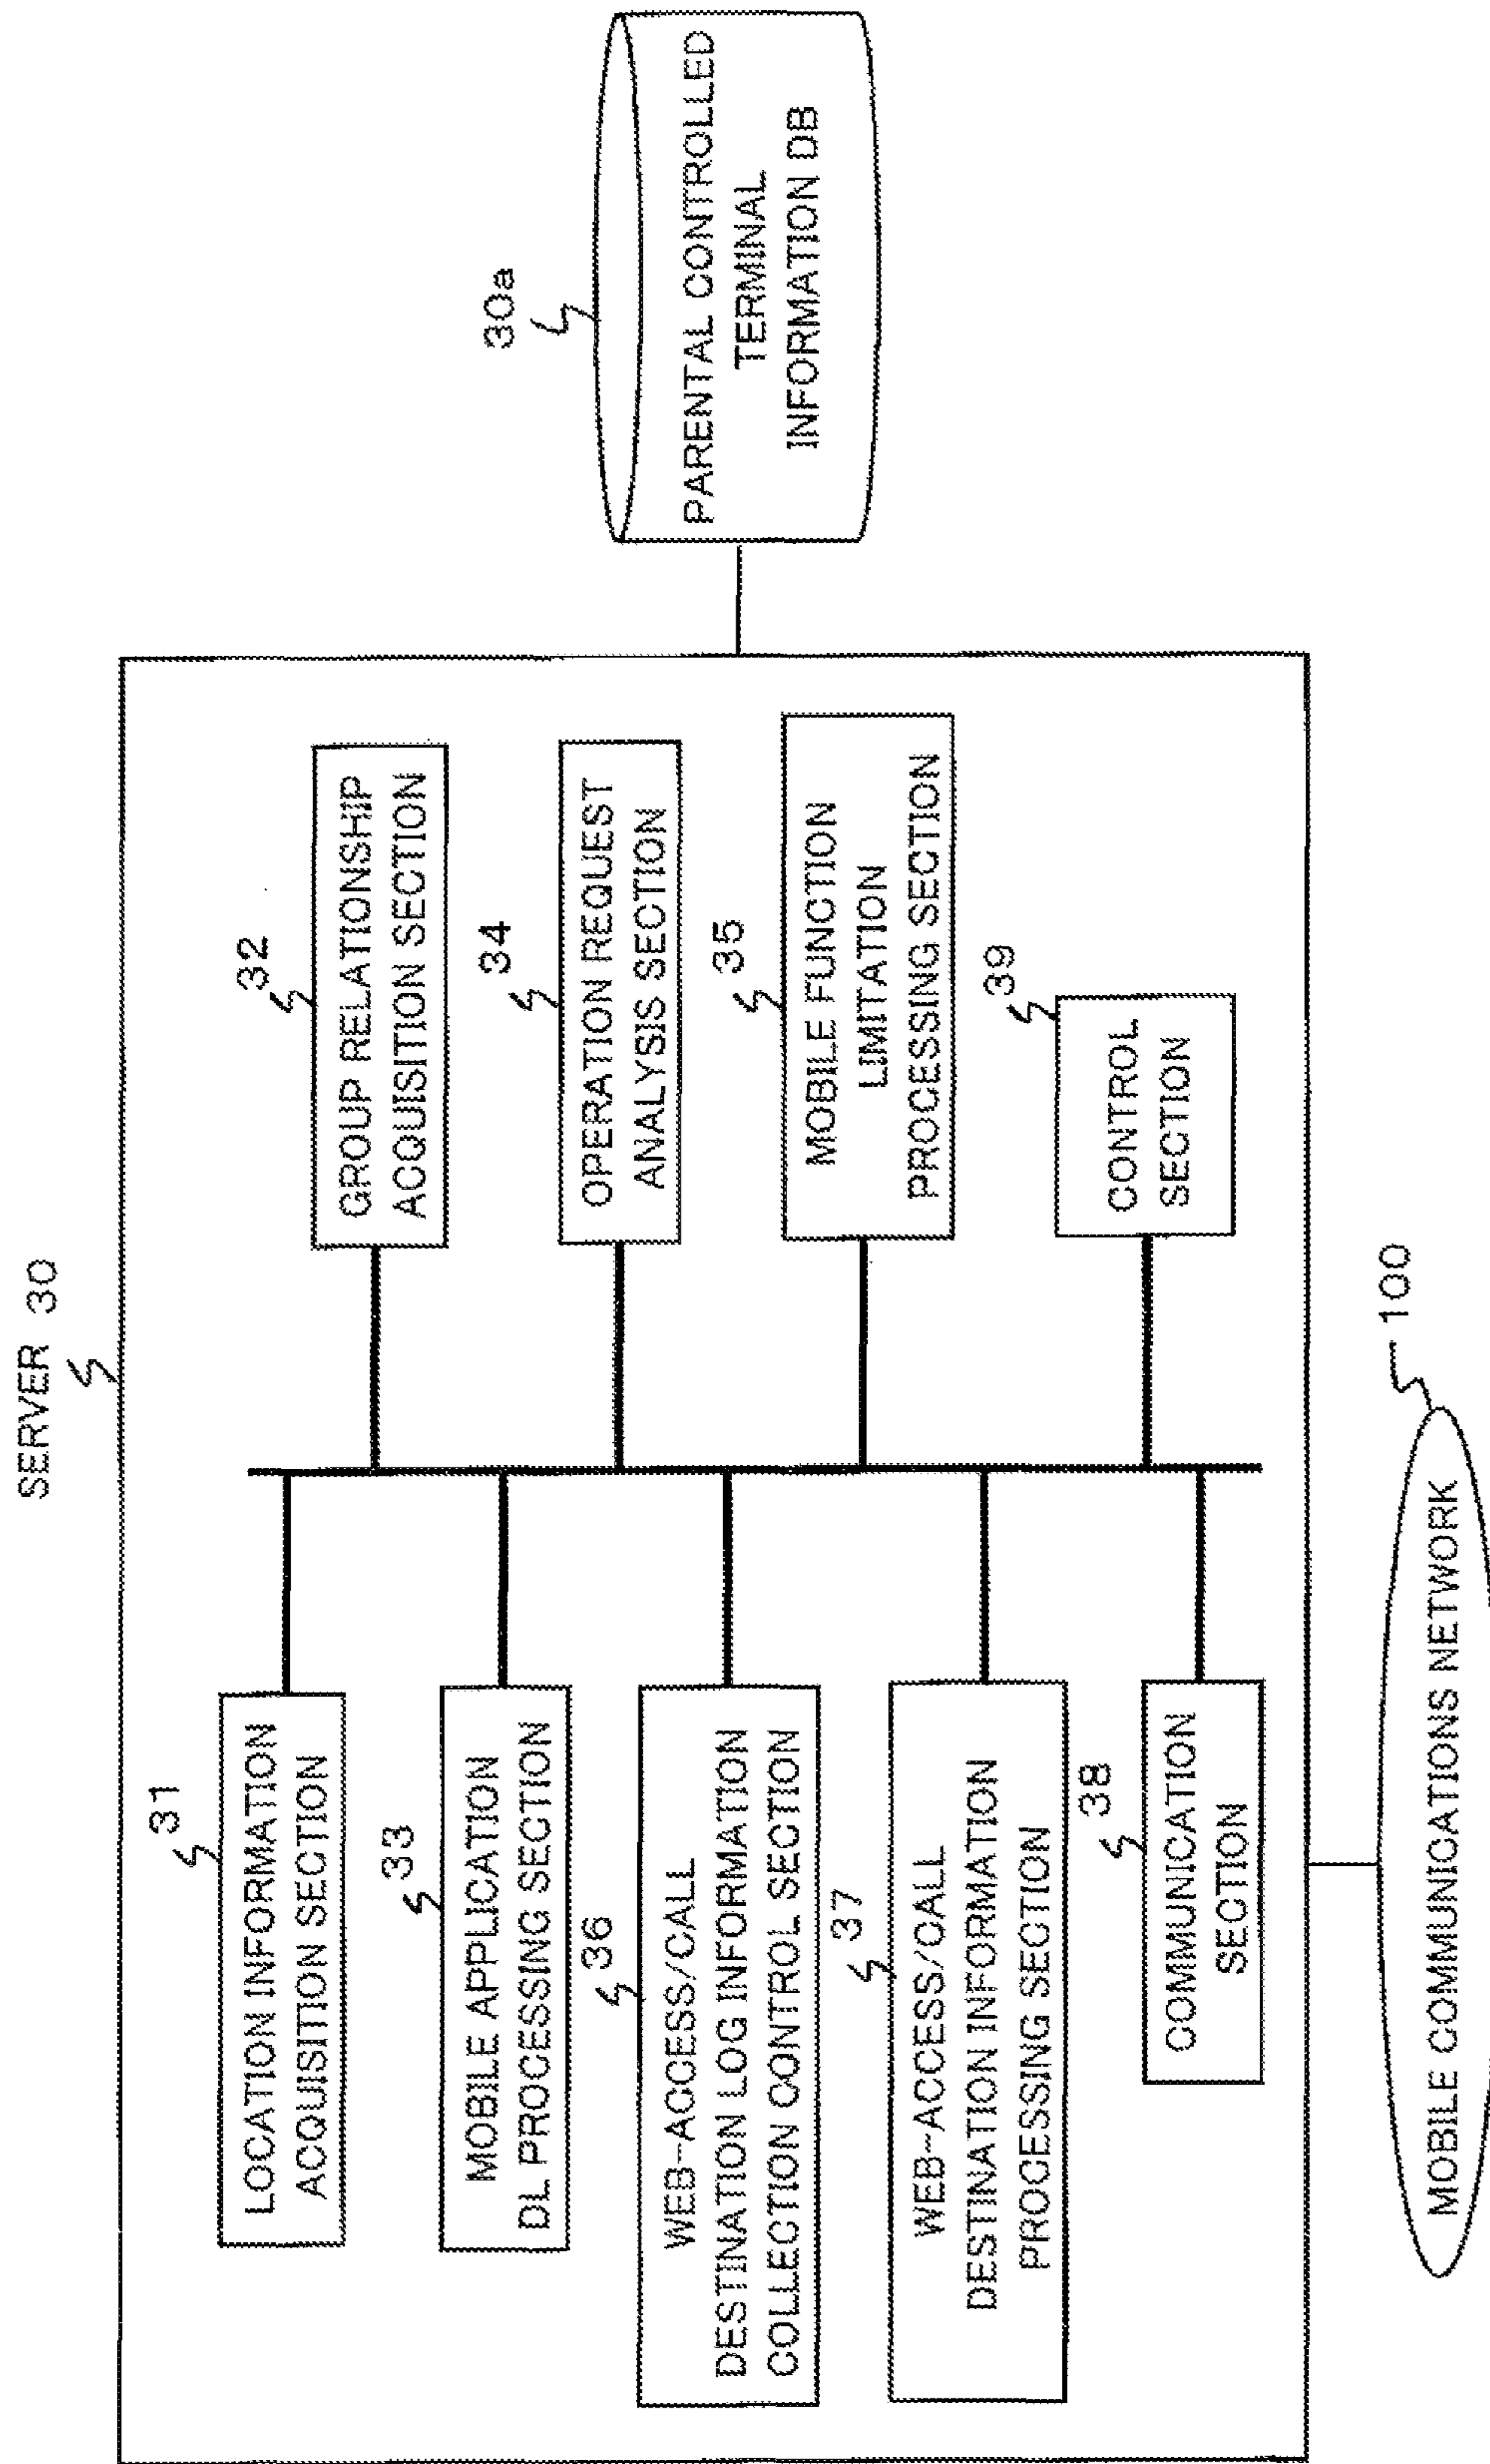 SERVER 30
31
LOCATION INFORMATION
ACQUISITION SECTION
32
GROUP RELATIONSHIP
ACQUISITION SECTION
33
MOBILE APPLICATION
DL PROCESSING SECTION
34
OPERATION REQUEST
ANALYSIS SECTION
36
WEB-ACCESS/CALL
DESTINATION LOG INFORMATION
COLLECTION CONTROL SECTION
35
MOBILE FUNCTION
LIMITATION
PROCESSING SECTION
37
WEB-ACCESS/CALL
DESTINATION INFORMATION
PROCESSING SECTION
39
CONTROL
SECTION
38
COMMUNICATION
SECTION
30a
PARENTAL CONTROLLED
TERMINAL
INFORMATION DB
100
MOBILE COMMUNICATIONS NETWORK